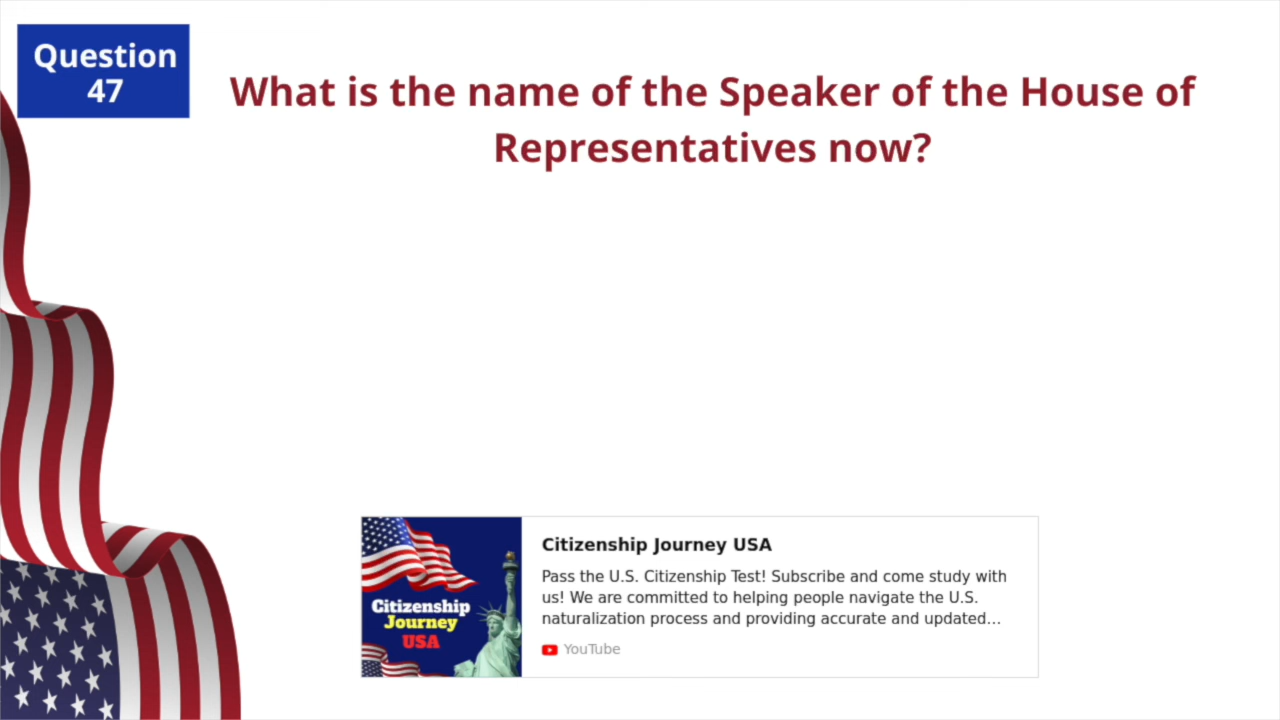 Question
47
What is the name of the Speaker of the House of
Representatives now?
Citizenship Journey USA
Pass the U.S. Citizenship Test! Subscribe and come study with
us! We are committed to helping people navigate the U.S.
naturalization process and providing accurate and updated...
YouTube
Citizenship
Journey
USA